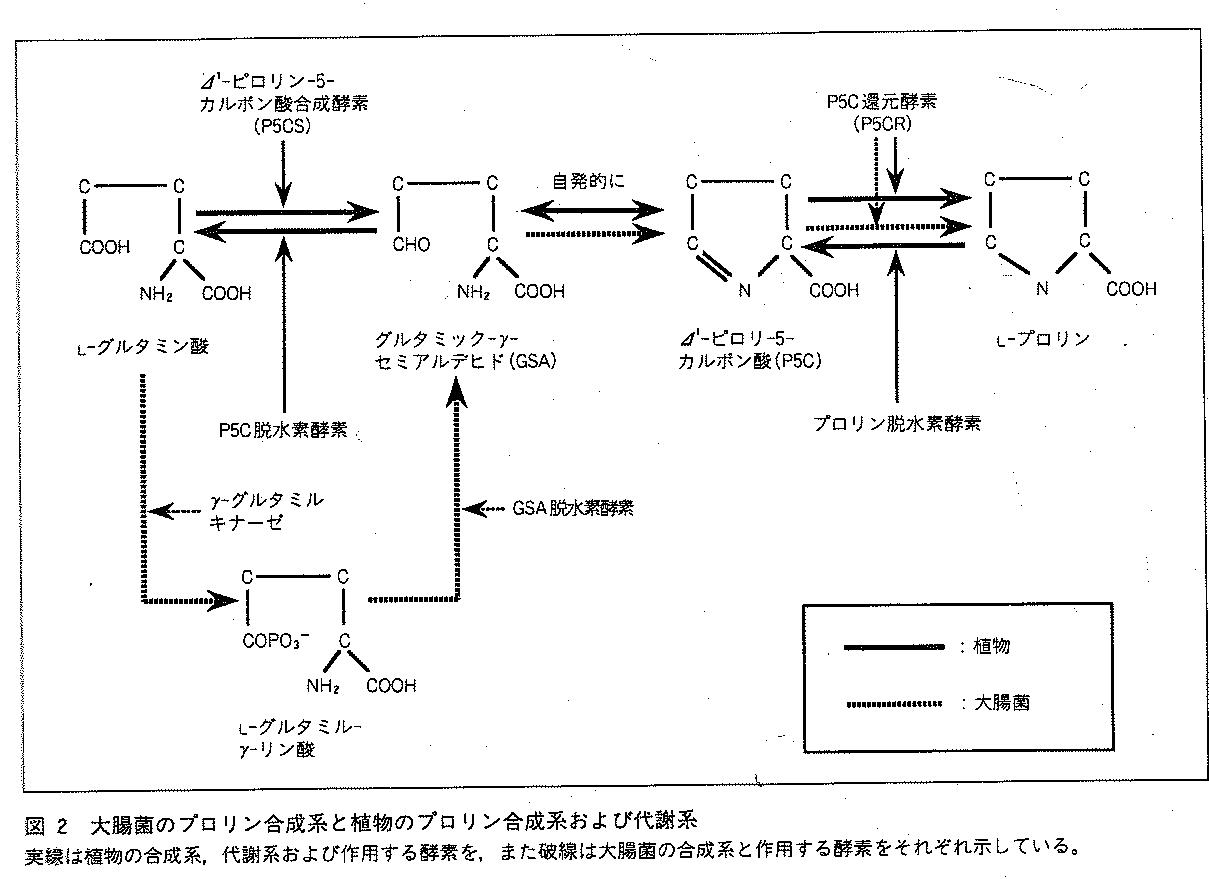 Δ¹-ピロリン-5-
カルボン酸合成酵素
(P5CS)
P5C還元酵素
(P5CR)
自発的に
C C
COOH C
NH₂ COOH
C C
CHO C
NH₂ COOH
C C
C C
N COOH
C C
C C
N COOH
L-グルタミン酸
グルタミック-γ-
セミアルデヒド(GSA)
Δ¹-ピロリ-5-
カルボン酸(P5C)
L-プロリン
P5C脱水素酵素
プロリン脱水素酵素
γ-グルタミル
キナーゼ
GSA脱水素酵素
C C
COPO₃⁻ C
NH₂ COOH
L-グルタミル-
γ-リン酸
:植物
:大腸菌
図 2 大腸菌のプロリン合成系と植物のプロリン合成系および代謝系
実線は植物の合成系,代謝系および作用する酵素を,また破線は大腸菌の合成系と作用する酵素をそれぞれ示している。